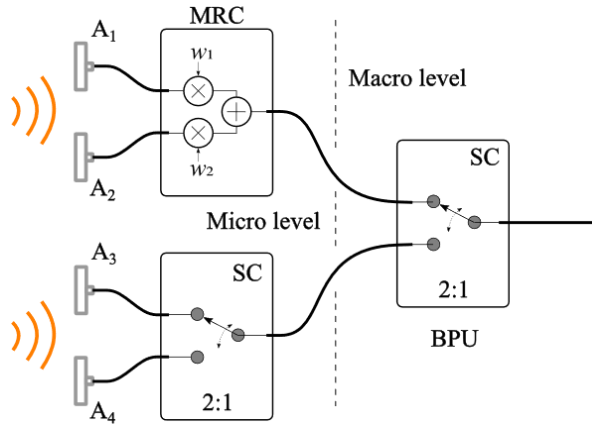 MRC
A1
w1
Macro level
× 
+
SC
×
w2
A2
Micro level
A3
SC
2:1
BPU
2:1
A4